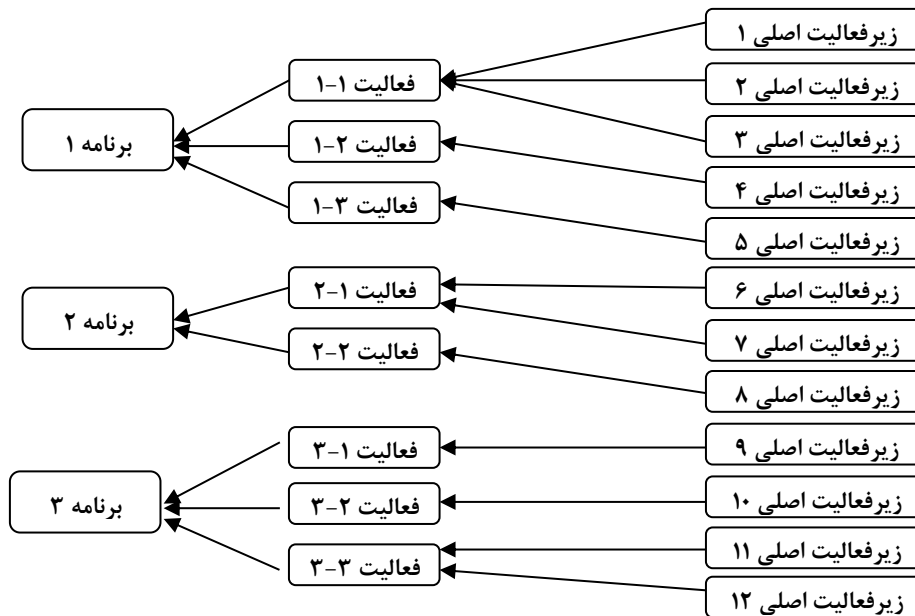 زیرفعالیت اصلی ۱
زیرفعالیت اصلی ۲
زیرفعالیت اصلی ۳
زیرفعالیت اصلی ۴
زیرفعالیت اصلی ۵
زیرفعالیت اصلی ۶
زیرفعالیت اصلی ۷
زیرفعالیت اصلی ۸
زیرفعالیت اصلی ۹
زیرفعالیت اصلی ۱۰
زیرفعالیت اصلی ۱۱
زیرفعالیت اصلی ۱۲
فعالیت ۱-۱
فعالیت ۲-۱
فعالیت ۳-۱
فعالیت ۱-۲
فعالیت ۲-۲
فعالیت ۱-۳
فعالیت ۲-۳
فعالیت ۳-۳
برنامه ۱
برنامه ۲
برنامه ۳